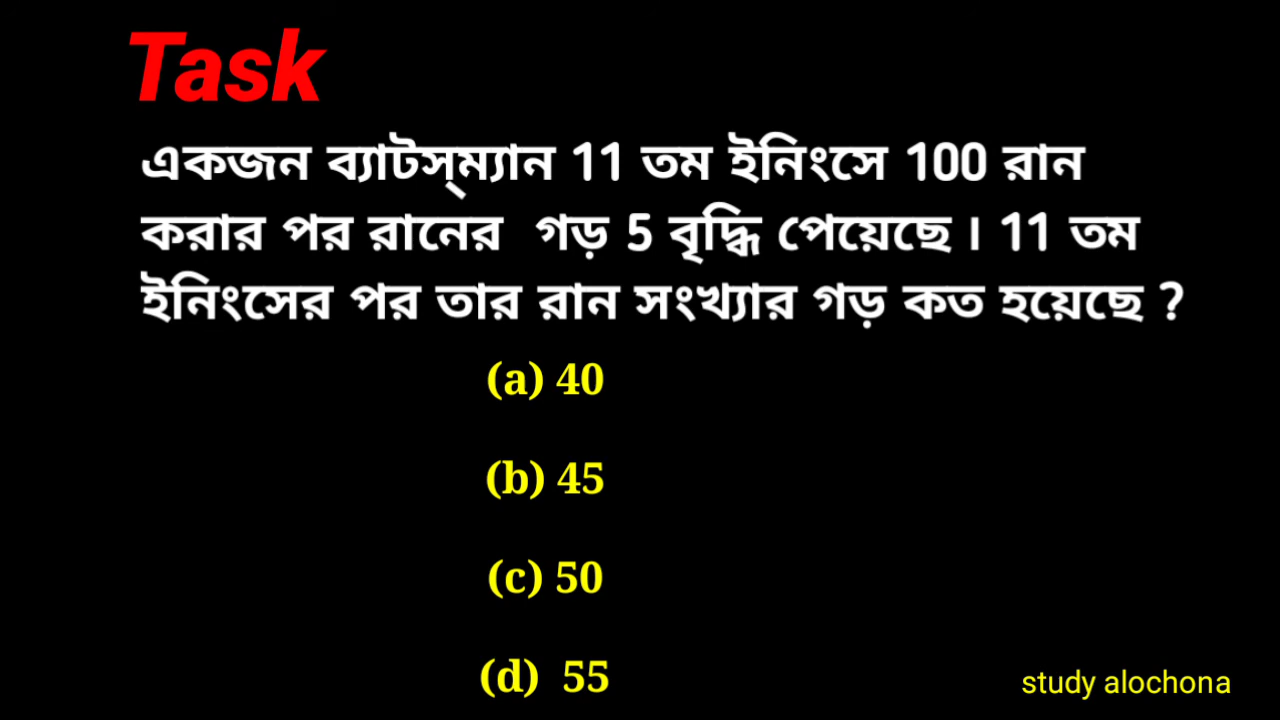 Task
একজন ব্যাটস্‌ম্যান 11 তম ইনিংসে 100 রান
করার পর রানের গড় 5 বৃদ্ধি পেয়েছে। 11 তম
ইনিংসের পর তার রান সংখ্যার গড় কত হয়েছে ?
(a) 40
(b) 45
(c) 50
(d) 55
study alochona